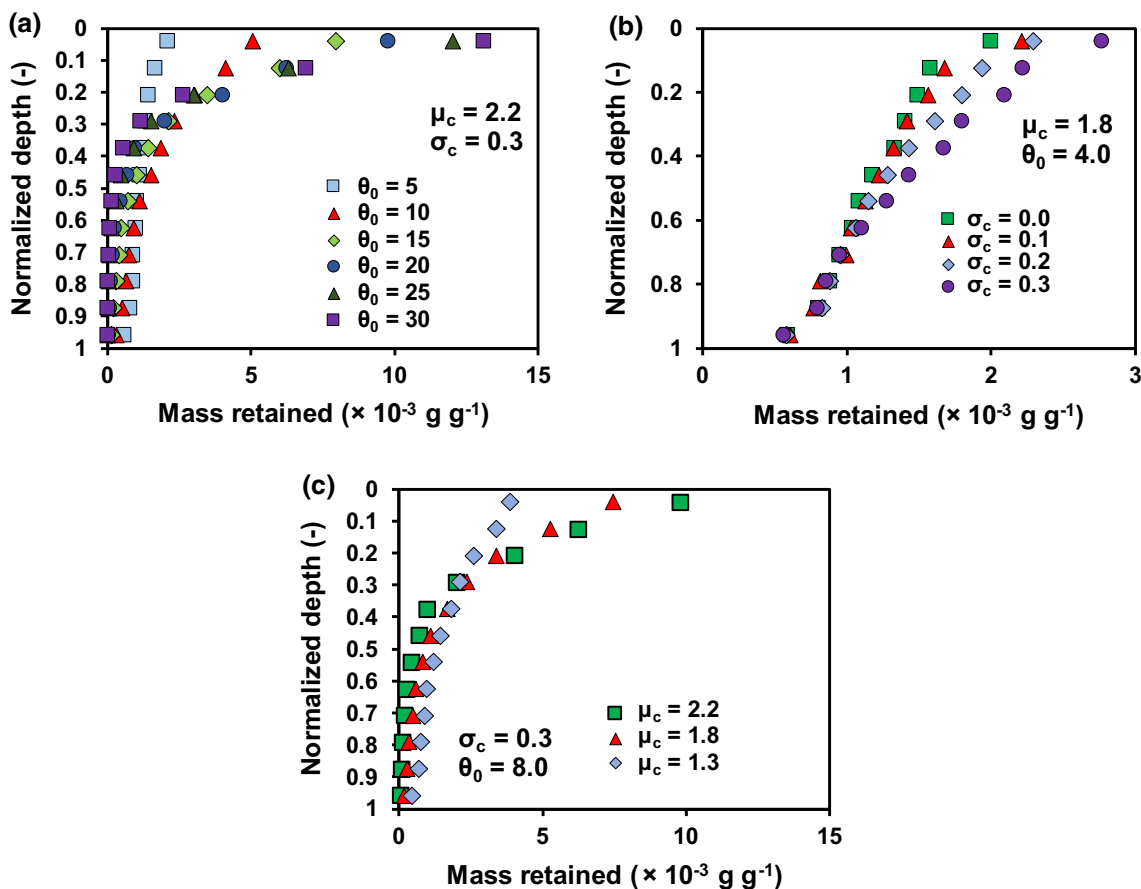 (a)
Normalized depth (-)
0
0.1
0.2
0.3
0.4
0.5
0.6
0.7
0.8
0.9
1
μc = 2.2
σc = 0.3
θ0 = 5
θ0 = 10
θ0 = 15
θ0 = 20
θ0 = 25
θ0 = 30
0 5 10 15
Mass retained (× 10-3 g g-1)
(b)
Normalized depth (-)
0
0.2
0.4
0.6
0.8
1
μc = 1.8
θ0 = 4.0
σc = 0.0
σc = 0.1
σc = 0.2
σc = 0.3
0 1 2 3
Mass retained (× 10-3 g g-1)
(c)
Normalized depth (-)
0
0.1
0.2
0.3
0.4
0.5
0.6
0.7
0.8
0.9
1
σc = 0.3
θ0 = 8.0
μc = 2.2
μc = 1.8
μc = 1.3
0 5 10 15
Mass retained (× 10-3 g g-1)